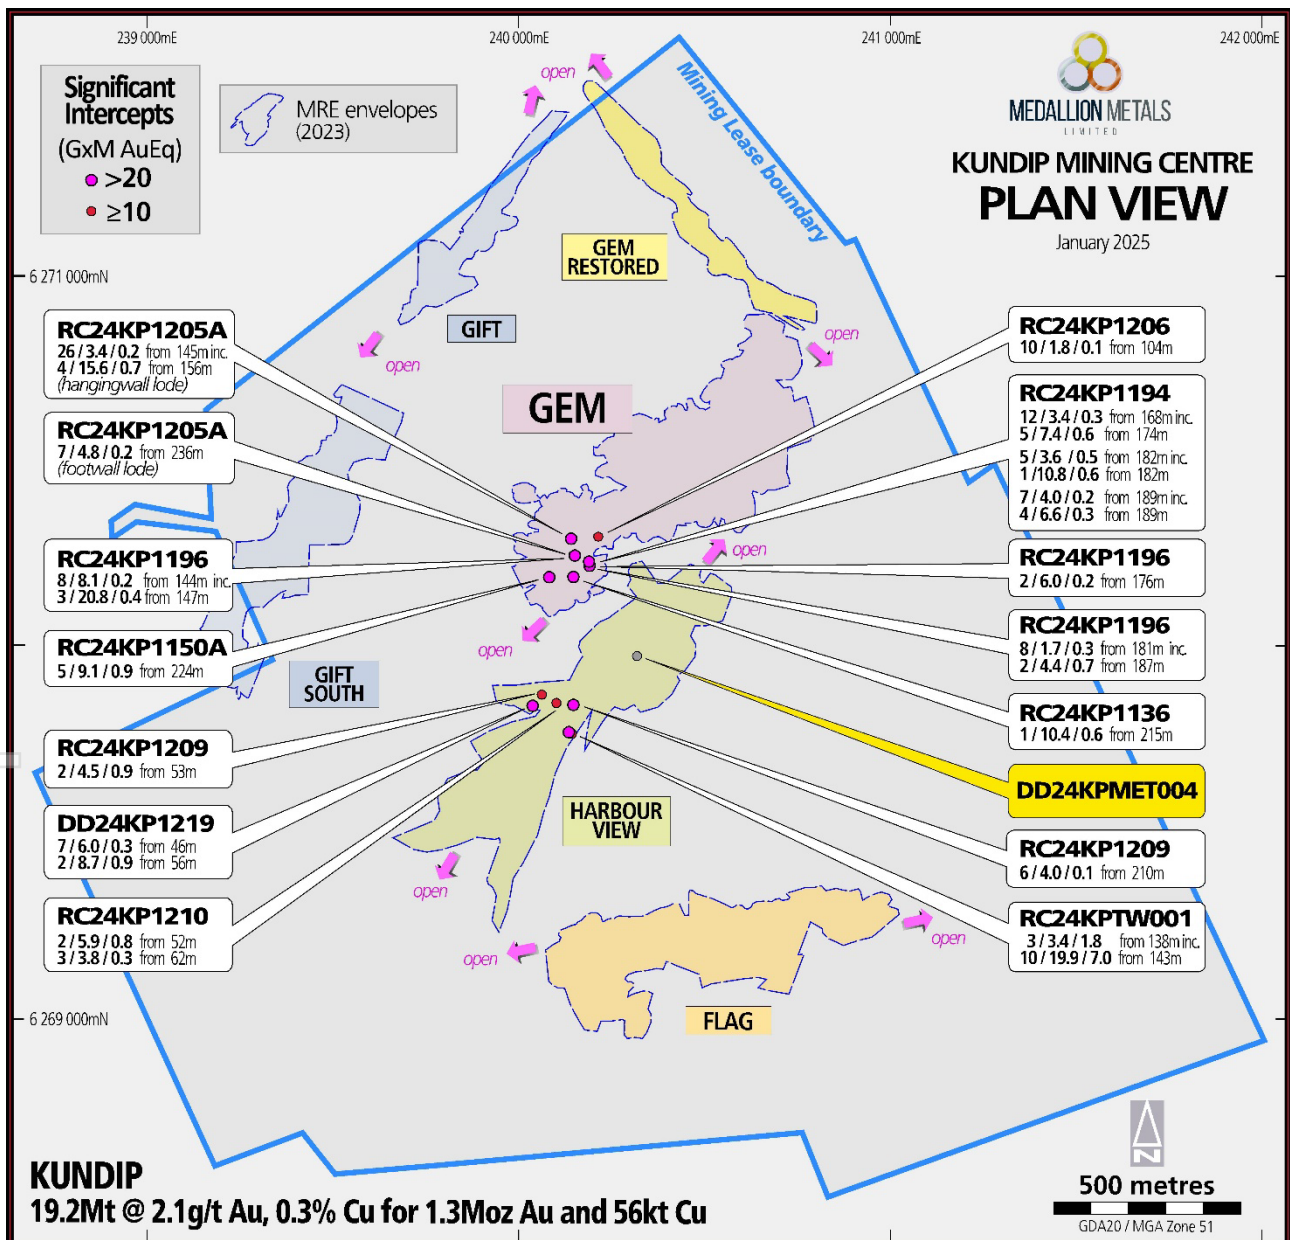 239 000mE
240 000mE
241 000mE
242 000mE
Significant
Intercepts
(GxM AuEq)
>20
≥10
MRE envelopes
(2023)
open
Mining Lease boundary
MEDALLION METALS
LIMITED
KUNDIP MINING CENTRE
PLAN VIEW
January 2025
GEM
RESTORED
6 271 000mN
GIFT
open
open
RC24KP1205A
26 / 3.4 / 0.2 from 145m inc.
4 / 15.6 / 0.7 from 156m
(hangingwall lode)
RC24KP1205A
7 / 4.8 / 0.2 from 236m
(footwall lode)
RC24KP1196
8 / 8.1 / 0.2 from 144m inc.
3 / 20.8 / 0.4 from 147m
RC24KP1150A
5 / 9.1 / 0.9 from 224m
RC24KP1209
2 / 4.5 / 0.9 from 53m
DD24KP1219
7 / 6.0 / 0.3 from 46m
2 / 8.7 / 0.9 from 56m
RC24KP1210
2 / 5.9 / 0.8 from 52m
3 / 3.8 / 0.3 from 62m
GEM
open
open
GIFT
SOUTH
HARBOUR
VIEW
open
open
open
FLAG
RC24KP1206
10 / 1.8 / 0.1 from 104m
RC24KP1194
12 / 3.4 / 0.3 from 168m inc.
5 / 7.4 / 0.6 from 174m
5 / 3.6 / 0.5 from 182m inc.
1 /10.8 / 0.6 from 182m
7 / 4.0 / 0.2 from 189m inc.
4 / 6.6 / 0.3 from 189m
RC24KP1196
2 / 6.0 / 0.2 from 176m
RC24KP1196
8 / 1.7 / 0.3 from 181m inc.
2 / 4.4 / 0.7 from 187m
RC24KP1136
1 / 10.4 / 0.6 from 215m
DD24KPMET004
RC24KP1209
6 / 4.0 / 0.1 from 210m
RC24KPTW001
3 / 3.4 / 1.8 from 138m inc.
10 / 19.9 / 7.0 from 143m
6 269 000mN
N
KUNDIP
19.2Mt @ 2.1g/t Au, 0.3% Cu for 1.3Moz Au and 56kt Cu
500 metres
GDA20 / MGA Zone 51